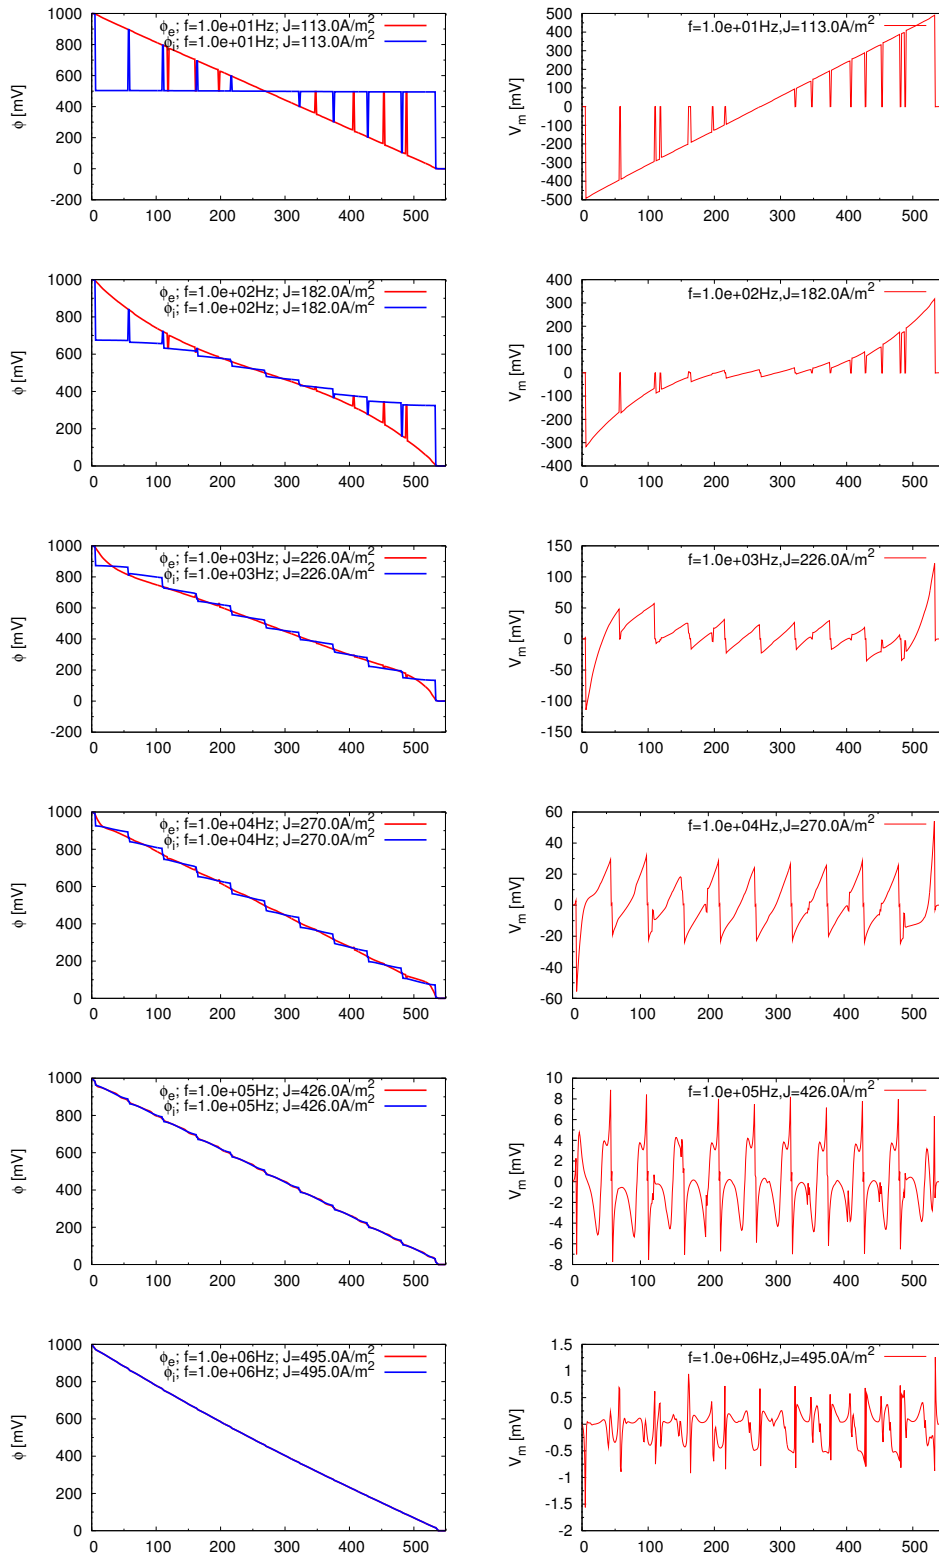 ϕ [mV]
1000
800
600
400
200
0
-200
ϕe; f=1.0e+01Hz; J=113.0A/m²
ϕi; f=1.0e+01Hz; J=113.0A/m²
0 100 200 300 400 500
V_m [mV]
500
400
300
200
100
0
-100
-200
-300
-400
-500
f=1.0e+01Hz,J=113.0A/m²
0 100 200 300 400 500
ϕ [mV]
1000
800
600
400
200
0
ϕe; f=1.0e+02Hz; J=182.0A/m²
ϕi; f=1.0e+02Hz; J=182.0A/m²
0 100 200 300 400 500
V_m [mV]
400
300
200
100
0
-100
-200
-300
-400
f=1.0e+02Hz,J=182.0A/m²
0 100 200 300 400 500
ϕ [mV]
1000
800
600
400
200
0
-200
ϕe; f=1.0e+03Hz; J=226.0A/m²
ϕi; f=1.0e+03Hz; J=226.0A/m²
0 100 200 300 400 500
V_m [mV]
150
100
50
0
-50
-100
-150
f=1.0e+03Hz,J=226.0A/m²
0 100 200 300 400 500
ϕ [mV]
1000
800
600
400
200
0
ϕe; f=1.0e+04Hz; J=270.0A/m²
ϕi; f=1.0e+04Hz; J=270.0A/m²
0 100 200 300 400 500
V_m [mV]
60
40
20
0
-20
-40
-60
f=1.0e+04Hz,J=270.0A/m²
0 100 200 300 400 500
ϕ [mV]
1000
800
600
400
200
0
ϕe; f=1.0e+05Hz; J=426.0A/m²
ϕi; f=1.0e+05Hz; J=426.0A/m²
0 100 200 300 400 500
V_m [mV]
10
8
6
4
2
0
-2
-4
-6
-8
f=1.0e+05Hz,J=426.0A/m²
0 100 200 300 400 500
ϕ [mV]
1000
800
600
400
200
0
ϕe; f=1.0e+06Hz; J=495.0A/m²
ϕi; f=1.0e+06Hz; J=495.0A/m²
0 100 200 300 400 500
V_m [mV]
1.5
1
0.5
0
-0.5
-1
-1.5
-2
f=1.0e+06Hz,J=495.0A/m²
0 100 200 300 400 500